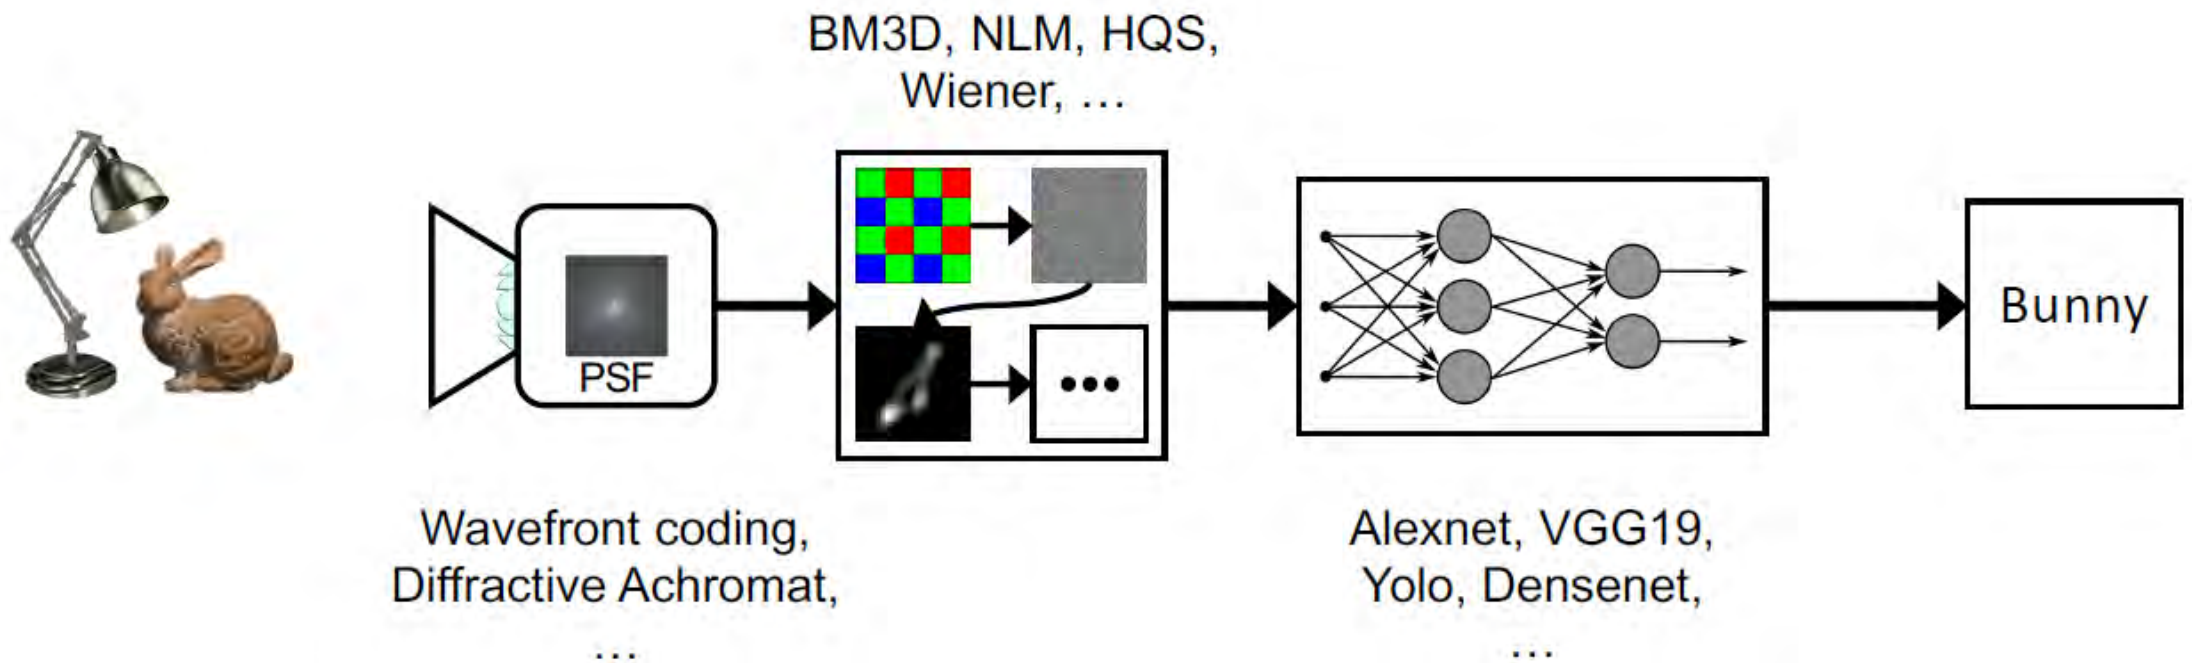 BM3D, NLM, HQS,
Wiener, …
PSF
Bunny
Wavefront coding,
Diffractive Achromat,
…
Alexnet, VGG19,
Yolo, Densenet,
…